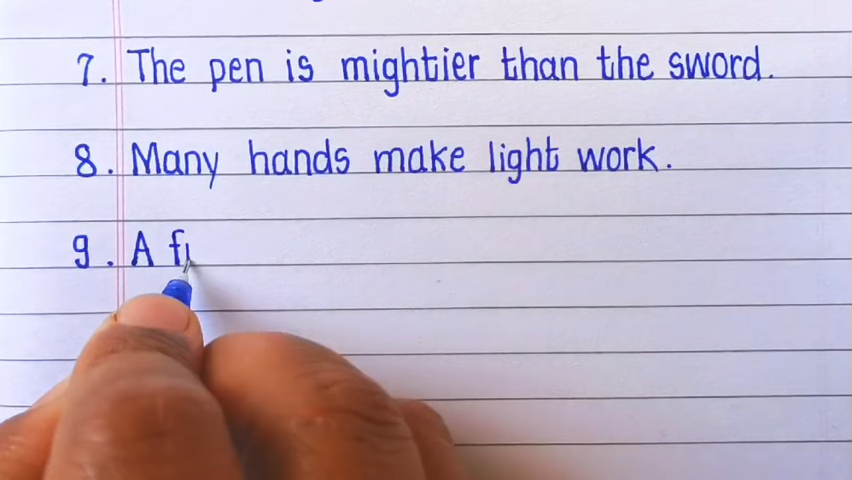 7. The pen is mightier than the sword.
8. Many hands make light work.
9. A f